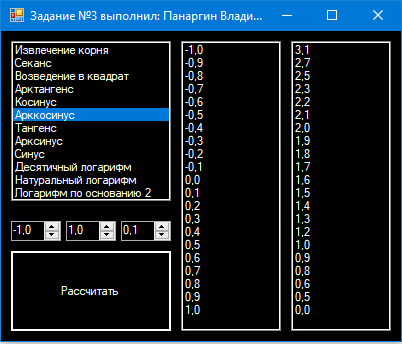 Задание №3 выполнил: Панаргин Влади...
Извлечение корня
Секанс
Возведение в квадрат
Арктангенс
Косинус
Арккосинус
Тангенс
Арксинус
Синус
Десятичный логарифм
Натуральный логарифм
Логарифм по основанию 2
-1,0 1,0 0,1
Рассчитать
-1,0
-0,9
-0,8
-0,7
-0,6
-0,5
-0,4
-0,3
-0,2
-0,1
0,0
0,1
0,2
0,3
0,4
0,5
0,6
0,7
0,8
0,9
1,0
3,1
2,7
2,5
2,3
2,2
2,1
2,0
1,9
1,8
1,7
1,6
1,5
1,4
1,3
1,2
1,0
0,9
0,8
0,6
0,5
0,0